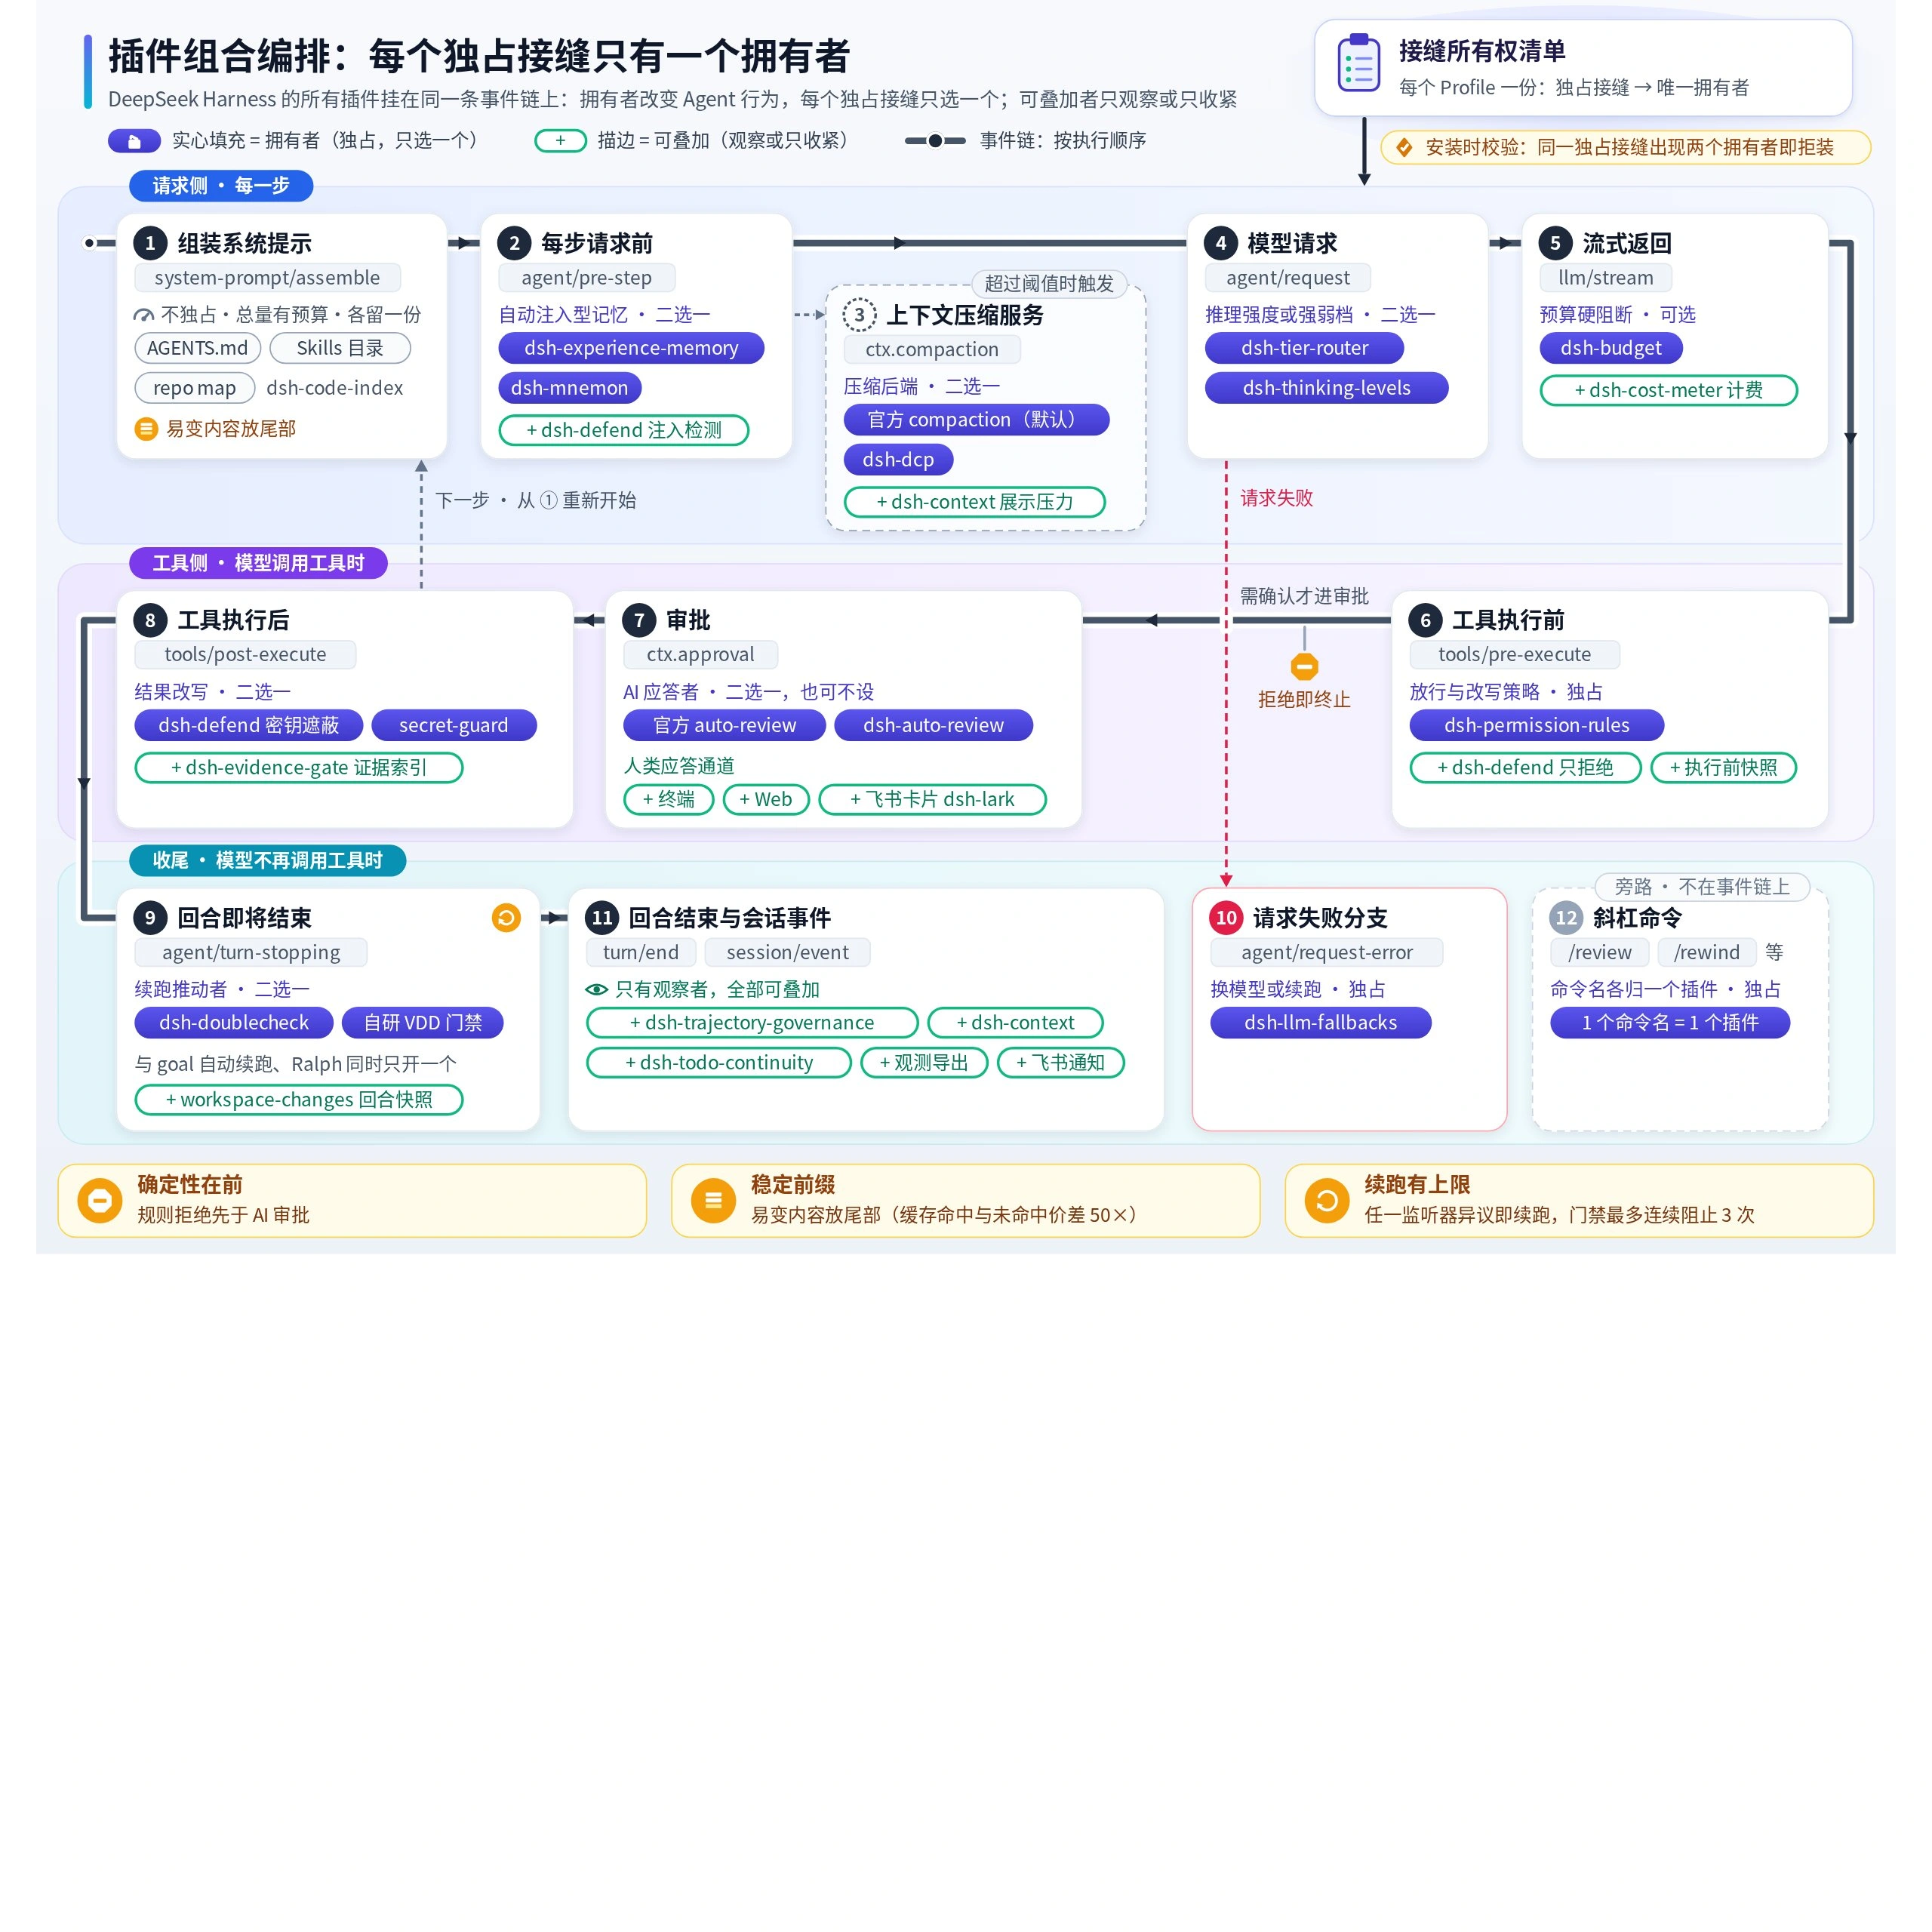 插件组合编排：每个独占接缝只有一个拥有者
DeepSeek Harness 的所有插件挂在同一条事件链上：拥有者改变 Agent 行为，每个独占接缝只选一个；可叠加者只观察或只收紧
实心填充 = 拥有者（独占，只选一个）
+ 描边 = 可叠加（观察或只收紧）
事件链：按执行顺序
接缝所有权清单
每个 Profile 一份：独占接缝 → 唯一拥有者
安装时校验：同一独占接缝出现两个拥有者即拒装
请求侧 · 每一步
1 组装系统提示
system-prompt/assemble
不独占 · 总量有预算 · 各留一份
AGENTS.md
Skills 目录
repo map
dsh-code-index
易变内容放尾部
2 每步请求前
agent/pre-step
自动注入型记忆 · 二选一
dsh-experience-memory
dsh-mnemon
+ dsh-defend 注入检测
超过阈值时触发
3 上下文压缩服务
ctx.compaction
压缩后端 · 二选一
官方 compaction（默认）
dsh-dcp
+ dsh-context 展示压力
4 模型请求
agent/request
推理强度或强弱档 · 二选一
dsh-tier-router
dsh-thinking-levels
5 流式返回
llm/stream
预算硬阻断 · 可选
dsh-budget
+ dsh-cost-meter 计费
下一步 · 从 ① 重新开始
请求失败
工具侧 · 模型调用工具时
8 工具执行后
tools/post-execute
结果改写 · 二选一
dsh-defend 密钥遮蔽
secret-guard
+ dsh-evidence-gate 证据索引
7 审批
ctx.approval
AI 应答者 · 二选一，也可不设
官方 auto-review
dsh-auto-review
人类应答通道
+ 终端
+ Web
+ 飞书卡片 dsh-lark
需确认才进审批
拒绝即终止
6 工具执行前
tools/pre-execute
放行与改写策略 · 独占
dsh-permission-rules
+ dsh-defend 只拒绝
+ 执行前快照
收尾 · 模型不再调用工具时
9 回合即将结束
agent/turn-stopping
续跑推动者 · 二选一
dsh-doublecheck
自研 VDD 门禁
与 goal 自动续跑、Ralph 同时只开一个
+ workspace-changes 回合快照
11 回合结束与会话事件
turn/end
session/event
只有观察者，全部可叠加
+ dsh-trajectory-governance
+ dsh-context
+ dsh-todo-continuity
+ 观测导出
+ 飞书通知
10 请求失败分支
agent/request-error
换模型或续跑 · 独占
dsh-llm-fallbacks
旁路 · 不在事件链上
12 斜杠命令
/review
/rewind
等
命令名各归一个插件 · 独占
1 个命令名 = 1 个插件
确定性在前
规则拒绝先于 AI 审批
稳定前缀
易变内容放尾部（缓存命中与未命中价差 50×）
续跑有上限
任一监听器异议即续跑，门禁最多连续阻止 3 次